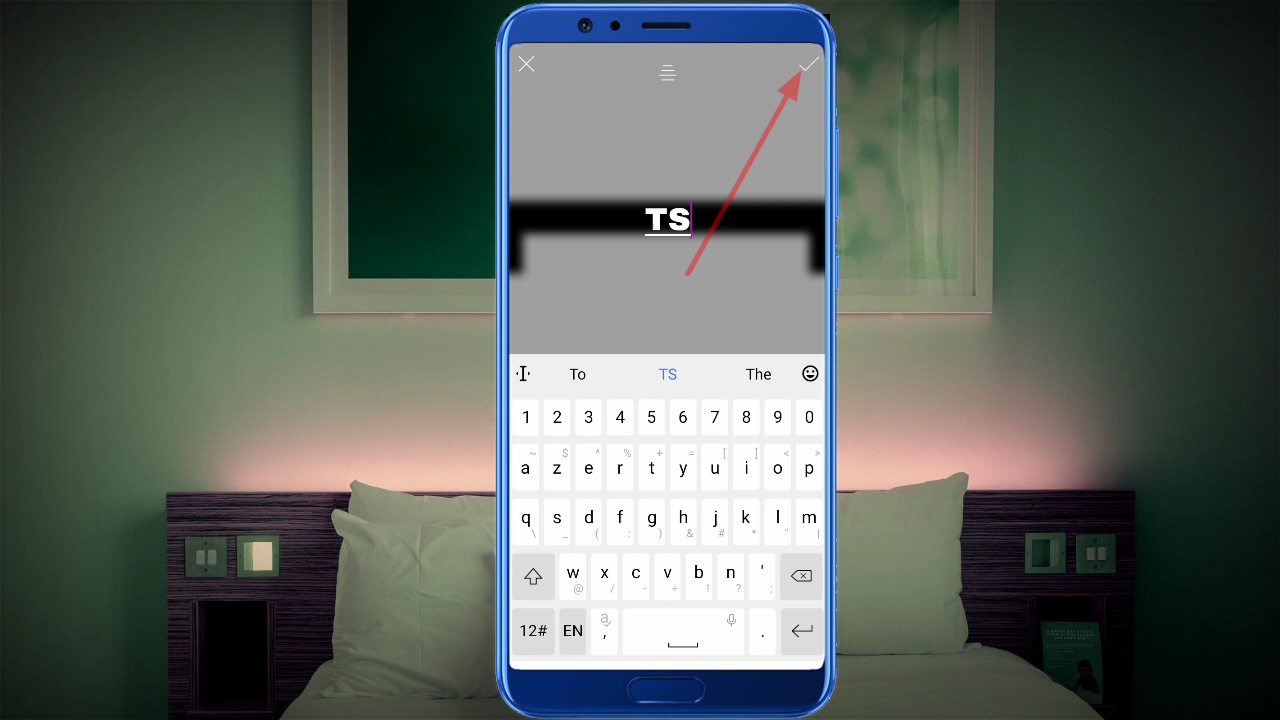 TS
To TS The
1 2 3 4 5 6 7 8 9 0
~ $ ^ % + = [ ] < >
a z e r t y u i o p
q s d f g h j k l m
\ _ ( : ) & # * " |
w x c v b n '
@ / - ÷ ! ? ;
12# EN , .